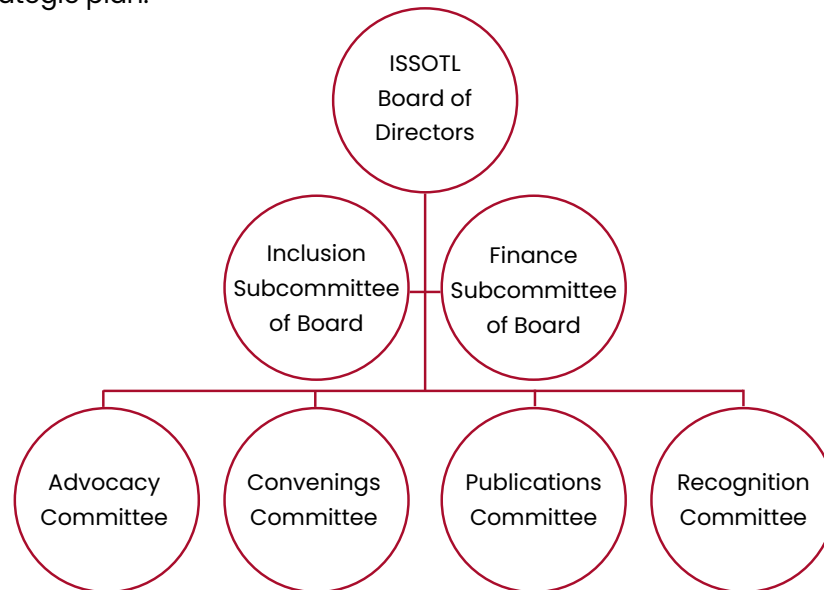 ategic plan.
ISSOTL
Board of
Directors
Inclusion
Subcommittee
of Board
Finance
Subcommittee
of Board
Advocacy
Committee
Convenings
Committee
Publications
Committee
Recognition
Committee